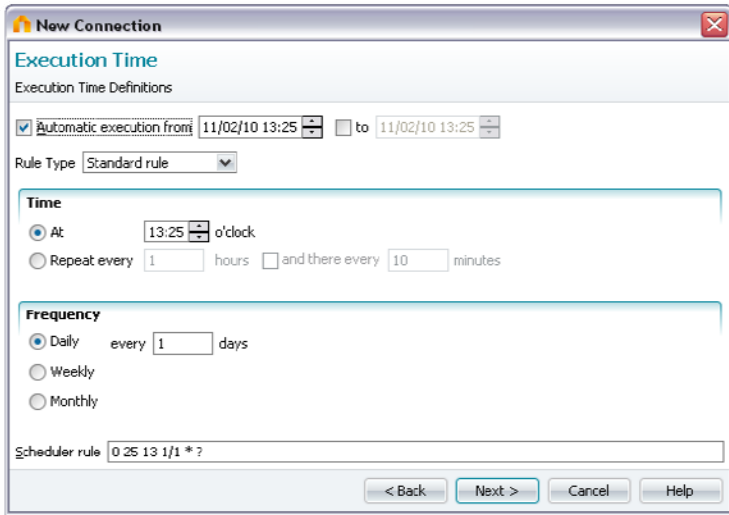 New Connection
Execution Time
Execution Time Definitions
Automatic execution from 11/02/10 13:25 to 11/02/10 13:25
Rule Type Standard rule
Time
At 13:25 o'clock
Repeat every 1 hours and there every 10 minutes
Frequency
Daily every 1 days
Weekly
Monthly
Scheduler rule 0 25 13 1/1 * ?
< Back Next > Cancel Help